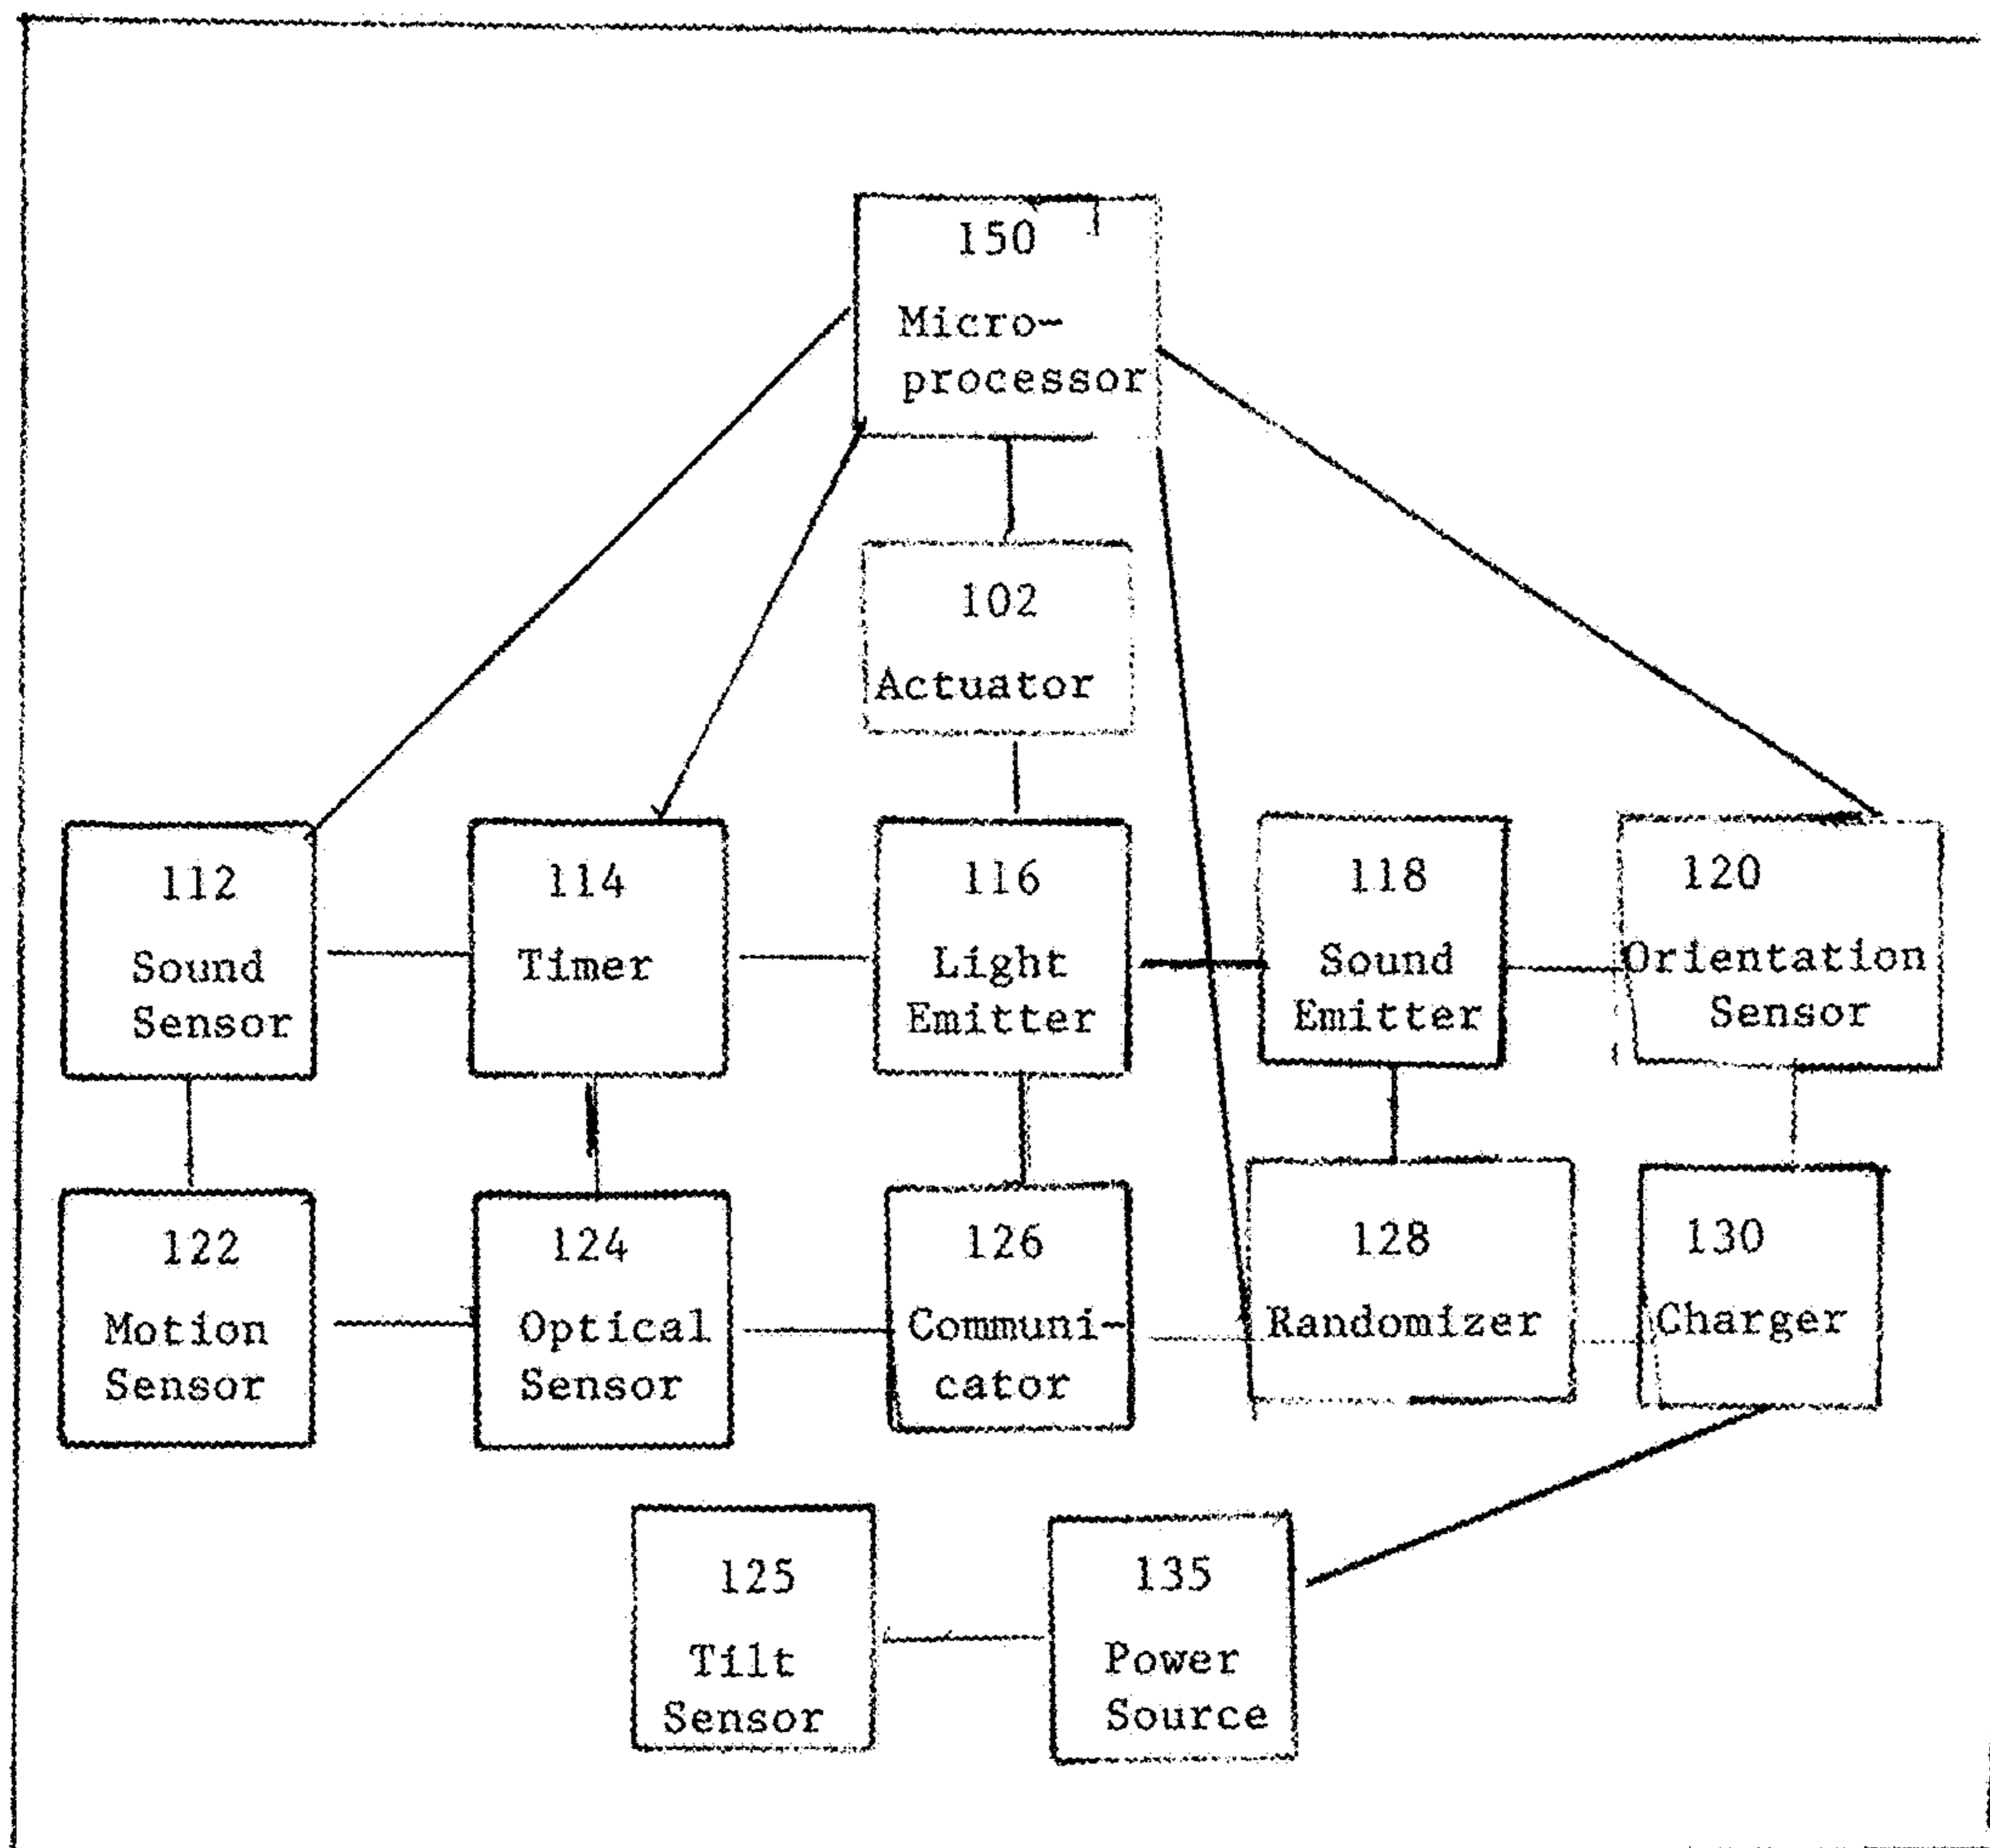 150
Micro-
processor
102
Actuator
112
Sound
Sensor
114
Timer
116
Light
Emitter
118
Sound
Emitter
120
Orientation
Sensor
122
Motion
Sensor
124
Optical
Sensor
126
Communi-
cator
128
Randomizer
130
Charger
125
Tilt
Sensor
135
Power
Source